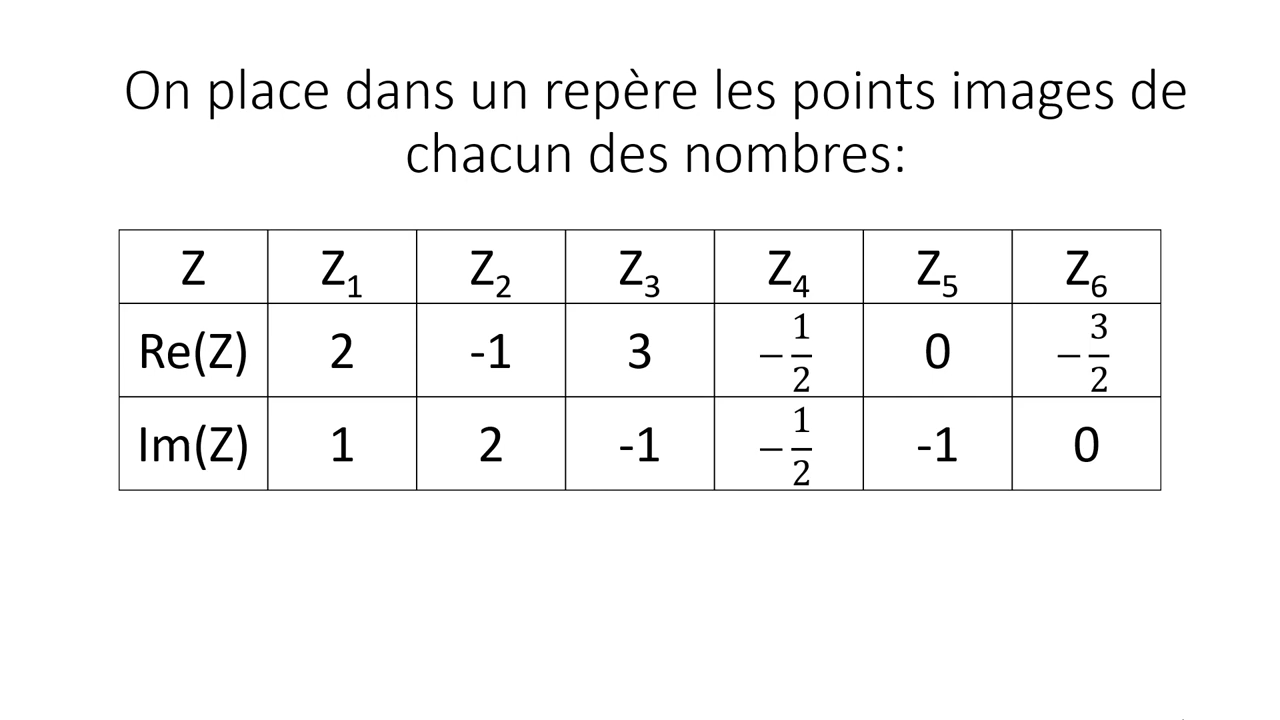 On place dans un repère les points images de
chacun des nombres:
Z Z₁ Z₂ Z₃ Z₄ Z₅ Z₆
Re(Z) 2 -1 3 −1/2 0 −3/2
Im(Z) 1 2 -1 −1/2 -1 0